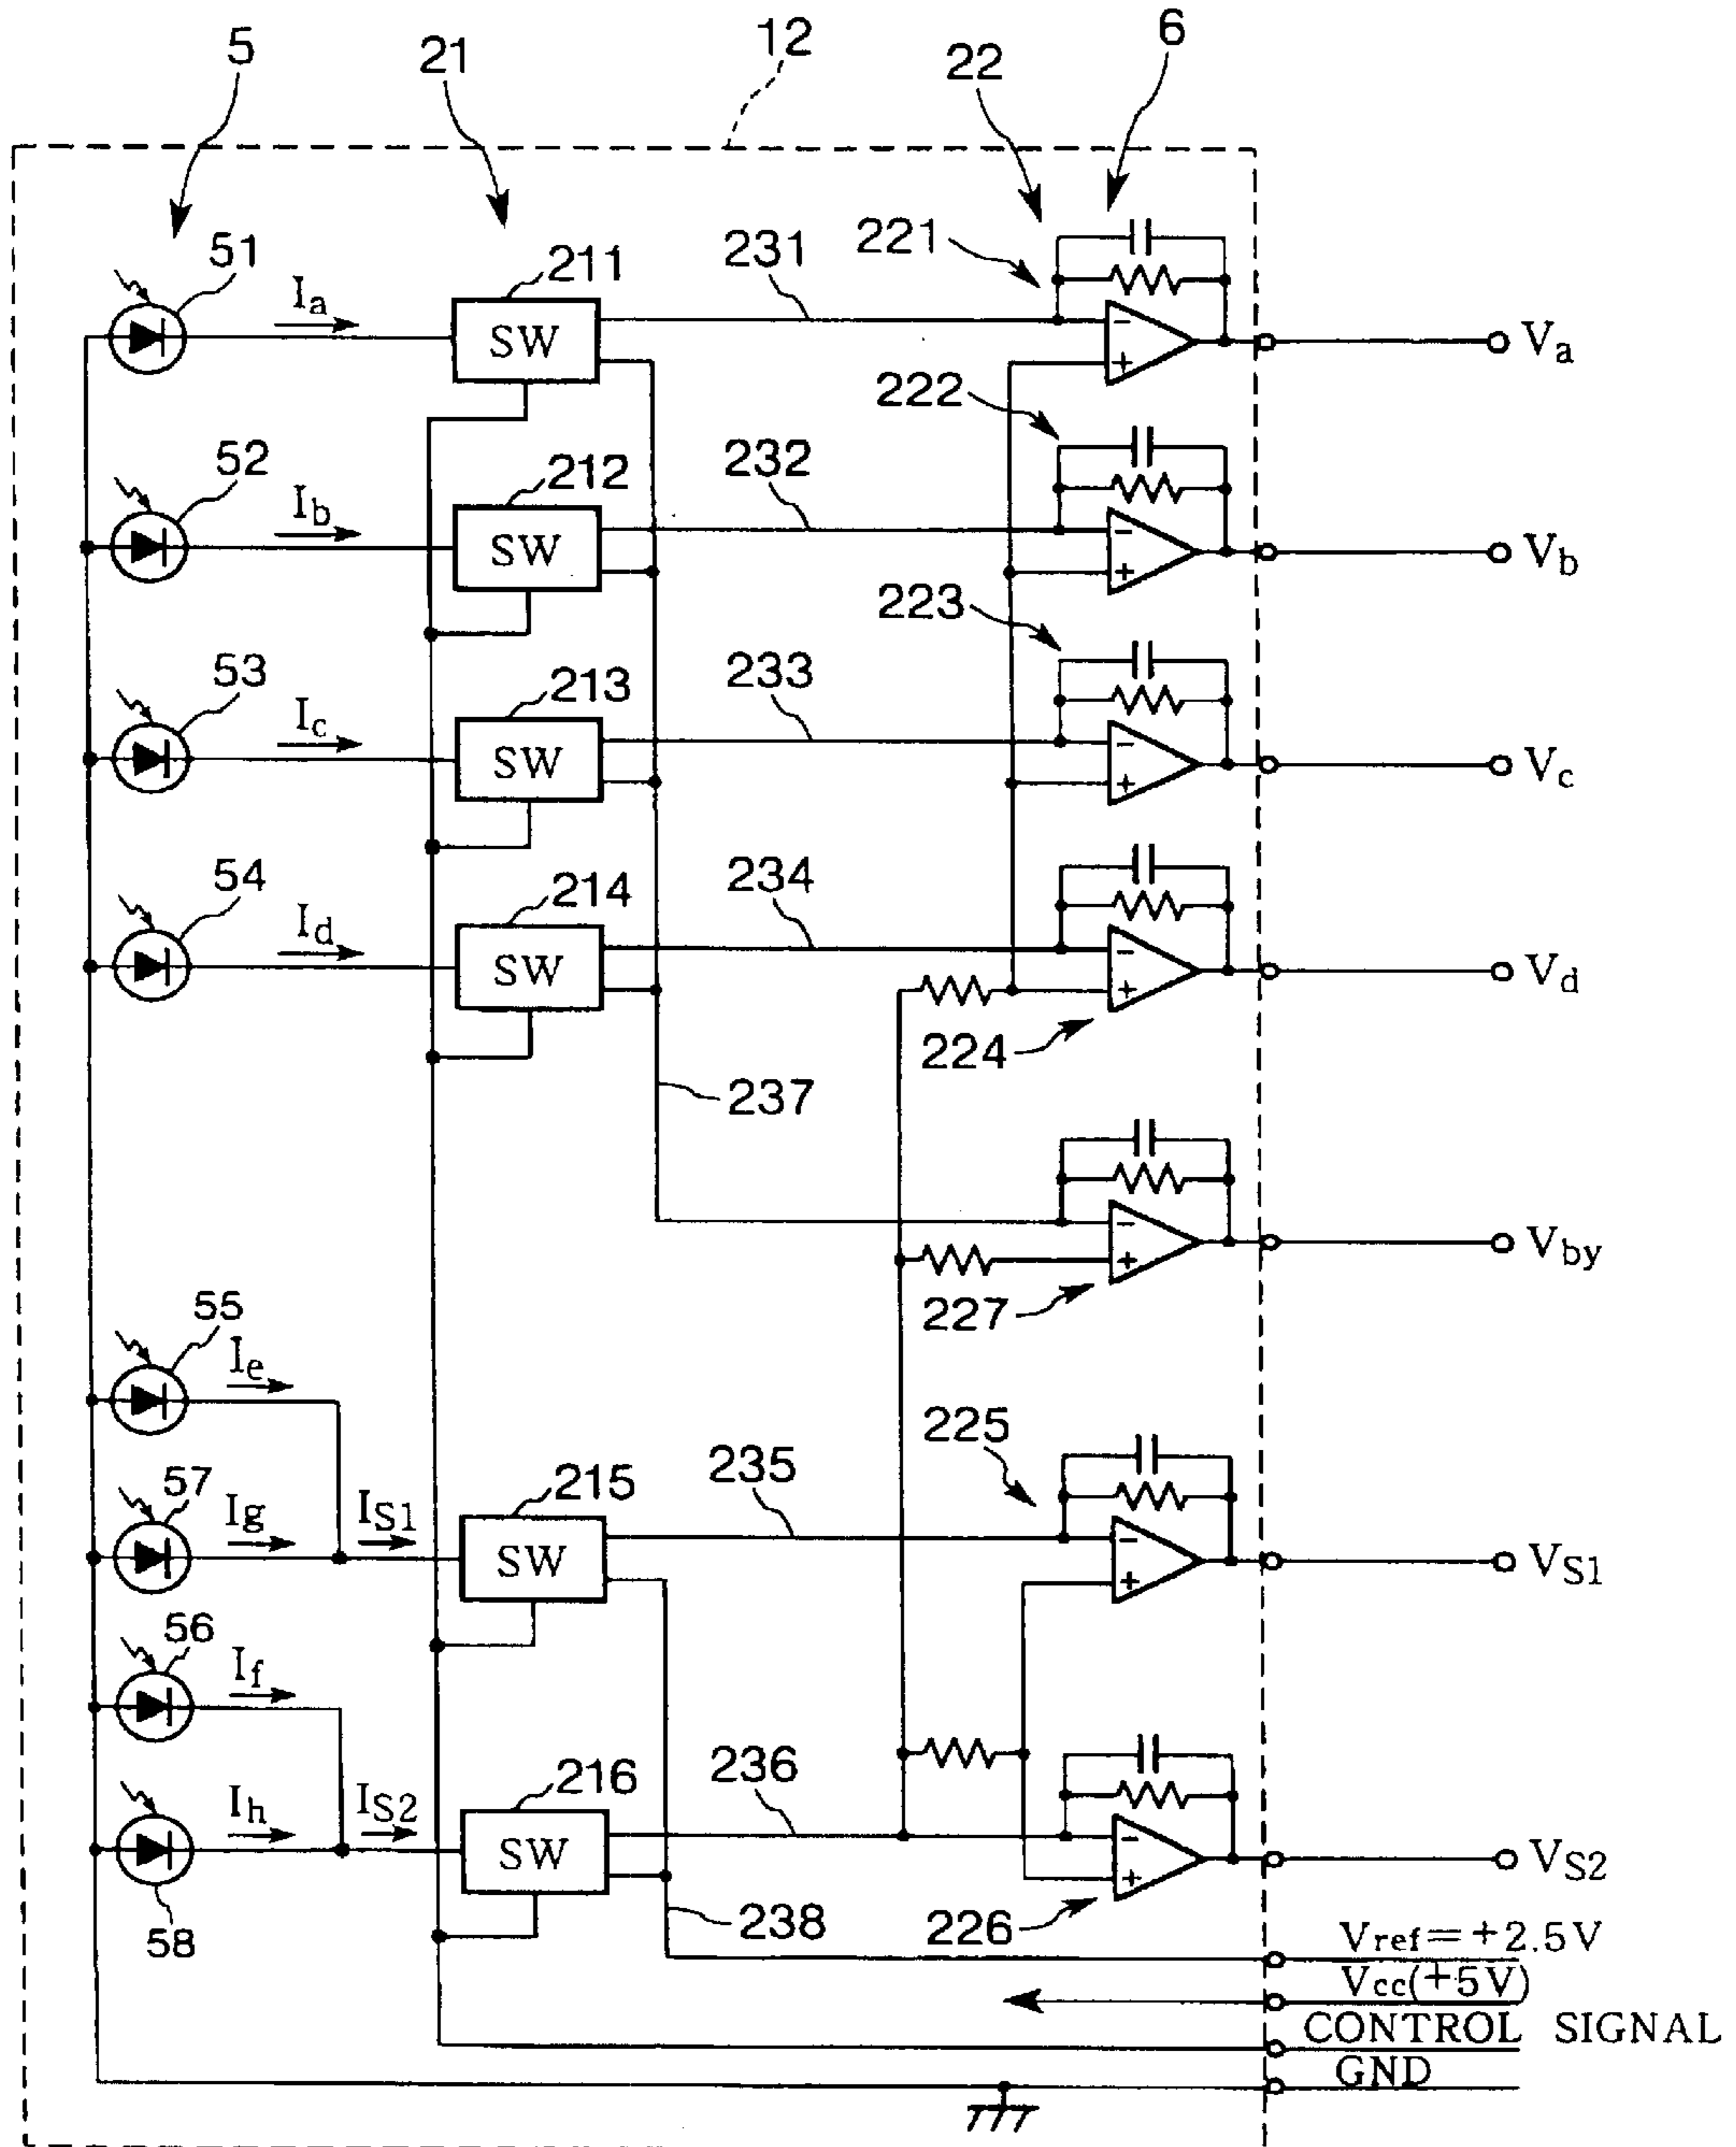 12
5
21
22
6
51
Ia
211
SW
231
221
−
+
Va
52
Ib
212
SW
232
222
−
+
Vb
53
Ic
213
SW
233
223
−
+
Vc
54
Id
214
SW
234
224
−
+
Vd
237
227
−
+
Vby
55
Ie
57
Ig
IS1
215
SW
235
225
−
+
VS1
56
If
58
Ih
IS2
216
SW
236
226
−
+
VS2
238
Vref=+2.5V
Vcc(+5V)
CONTROL SIGNAL
GND